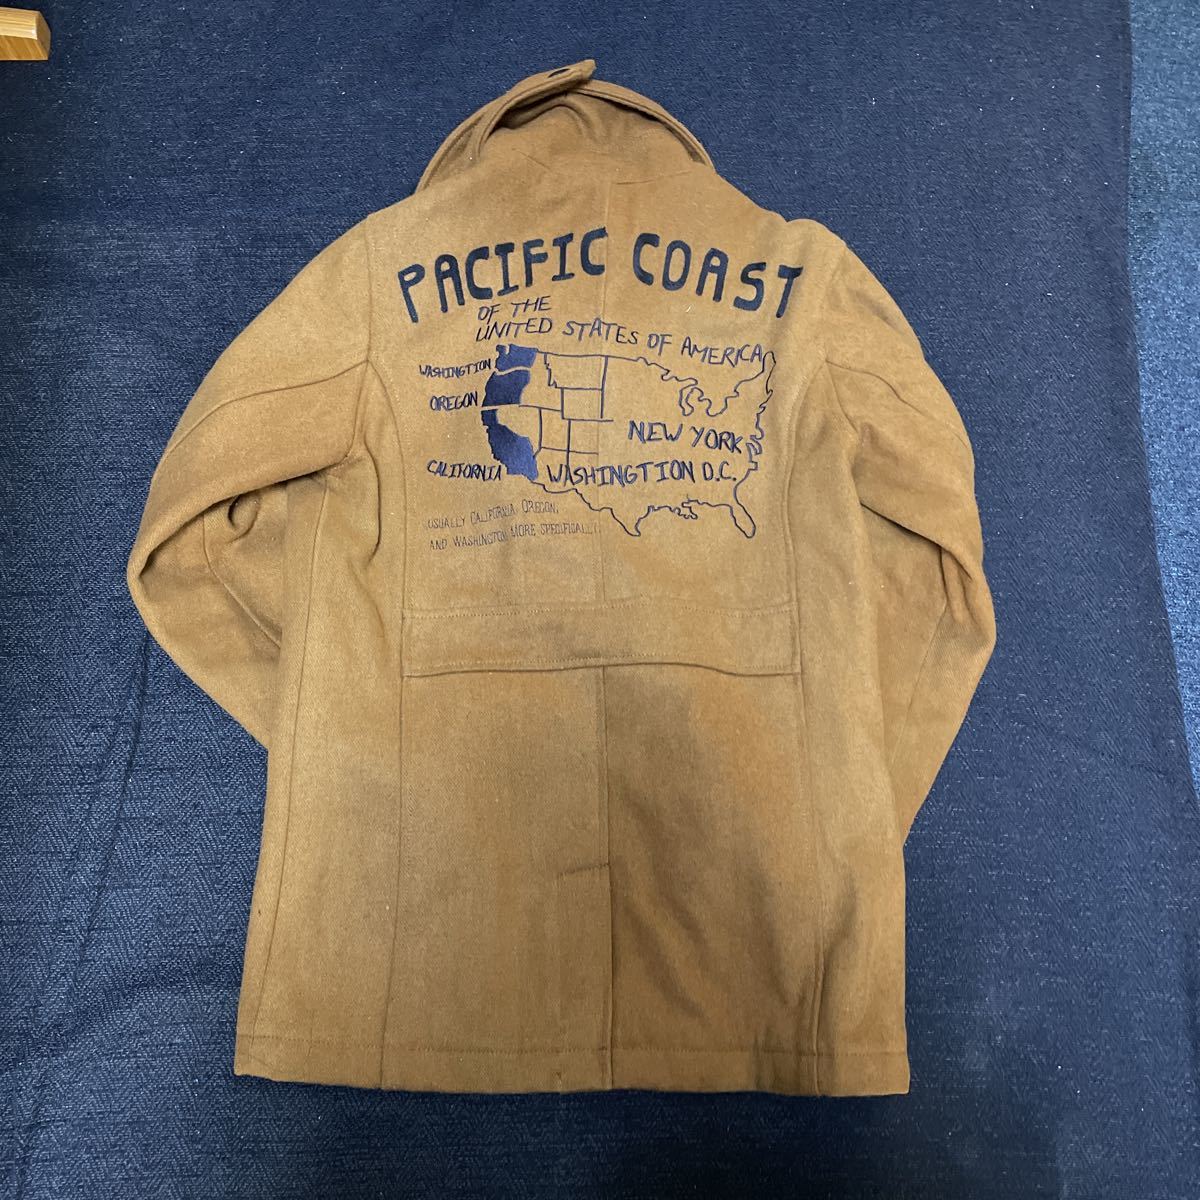 PACIFIC COAST
OF THE
UNITED STATES OF AMERICA
WASHINGTION
OREGON
NEW YORK
CALIFORNIA
WASHINGTION D.C.
USUALLY CALIFORNIA, OREGON,
AND WASHINGTON MORE SPECIFICALLY.